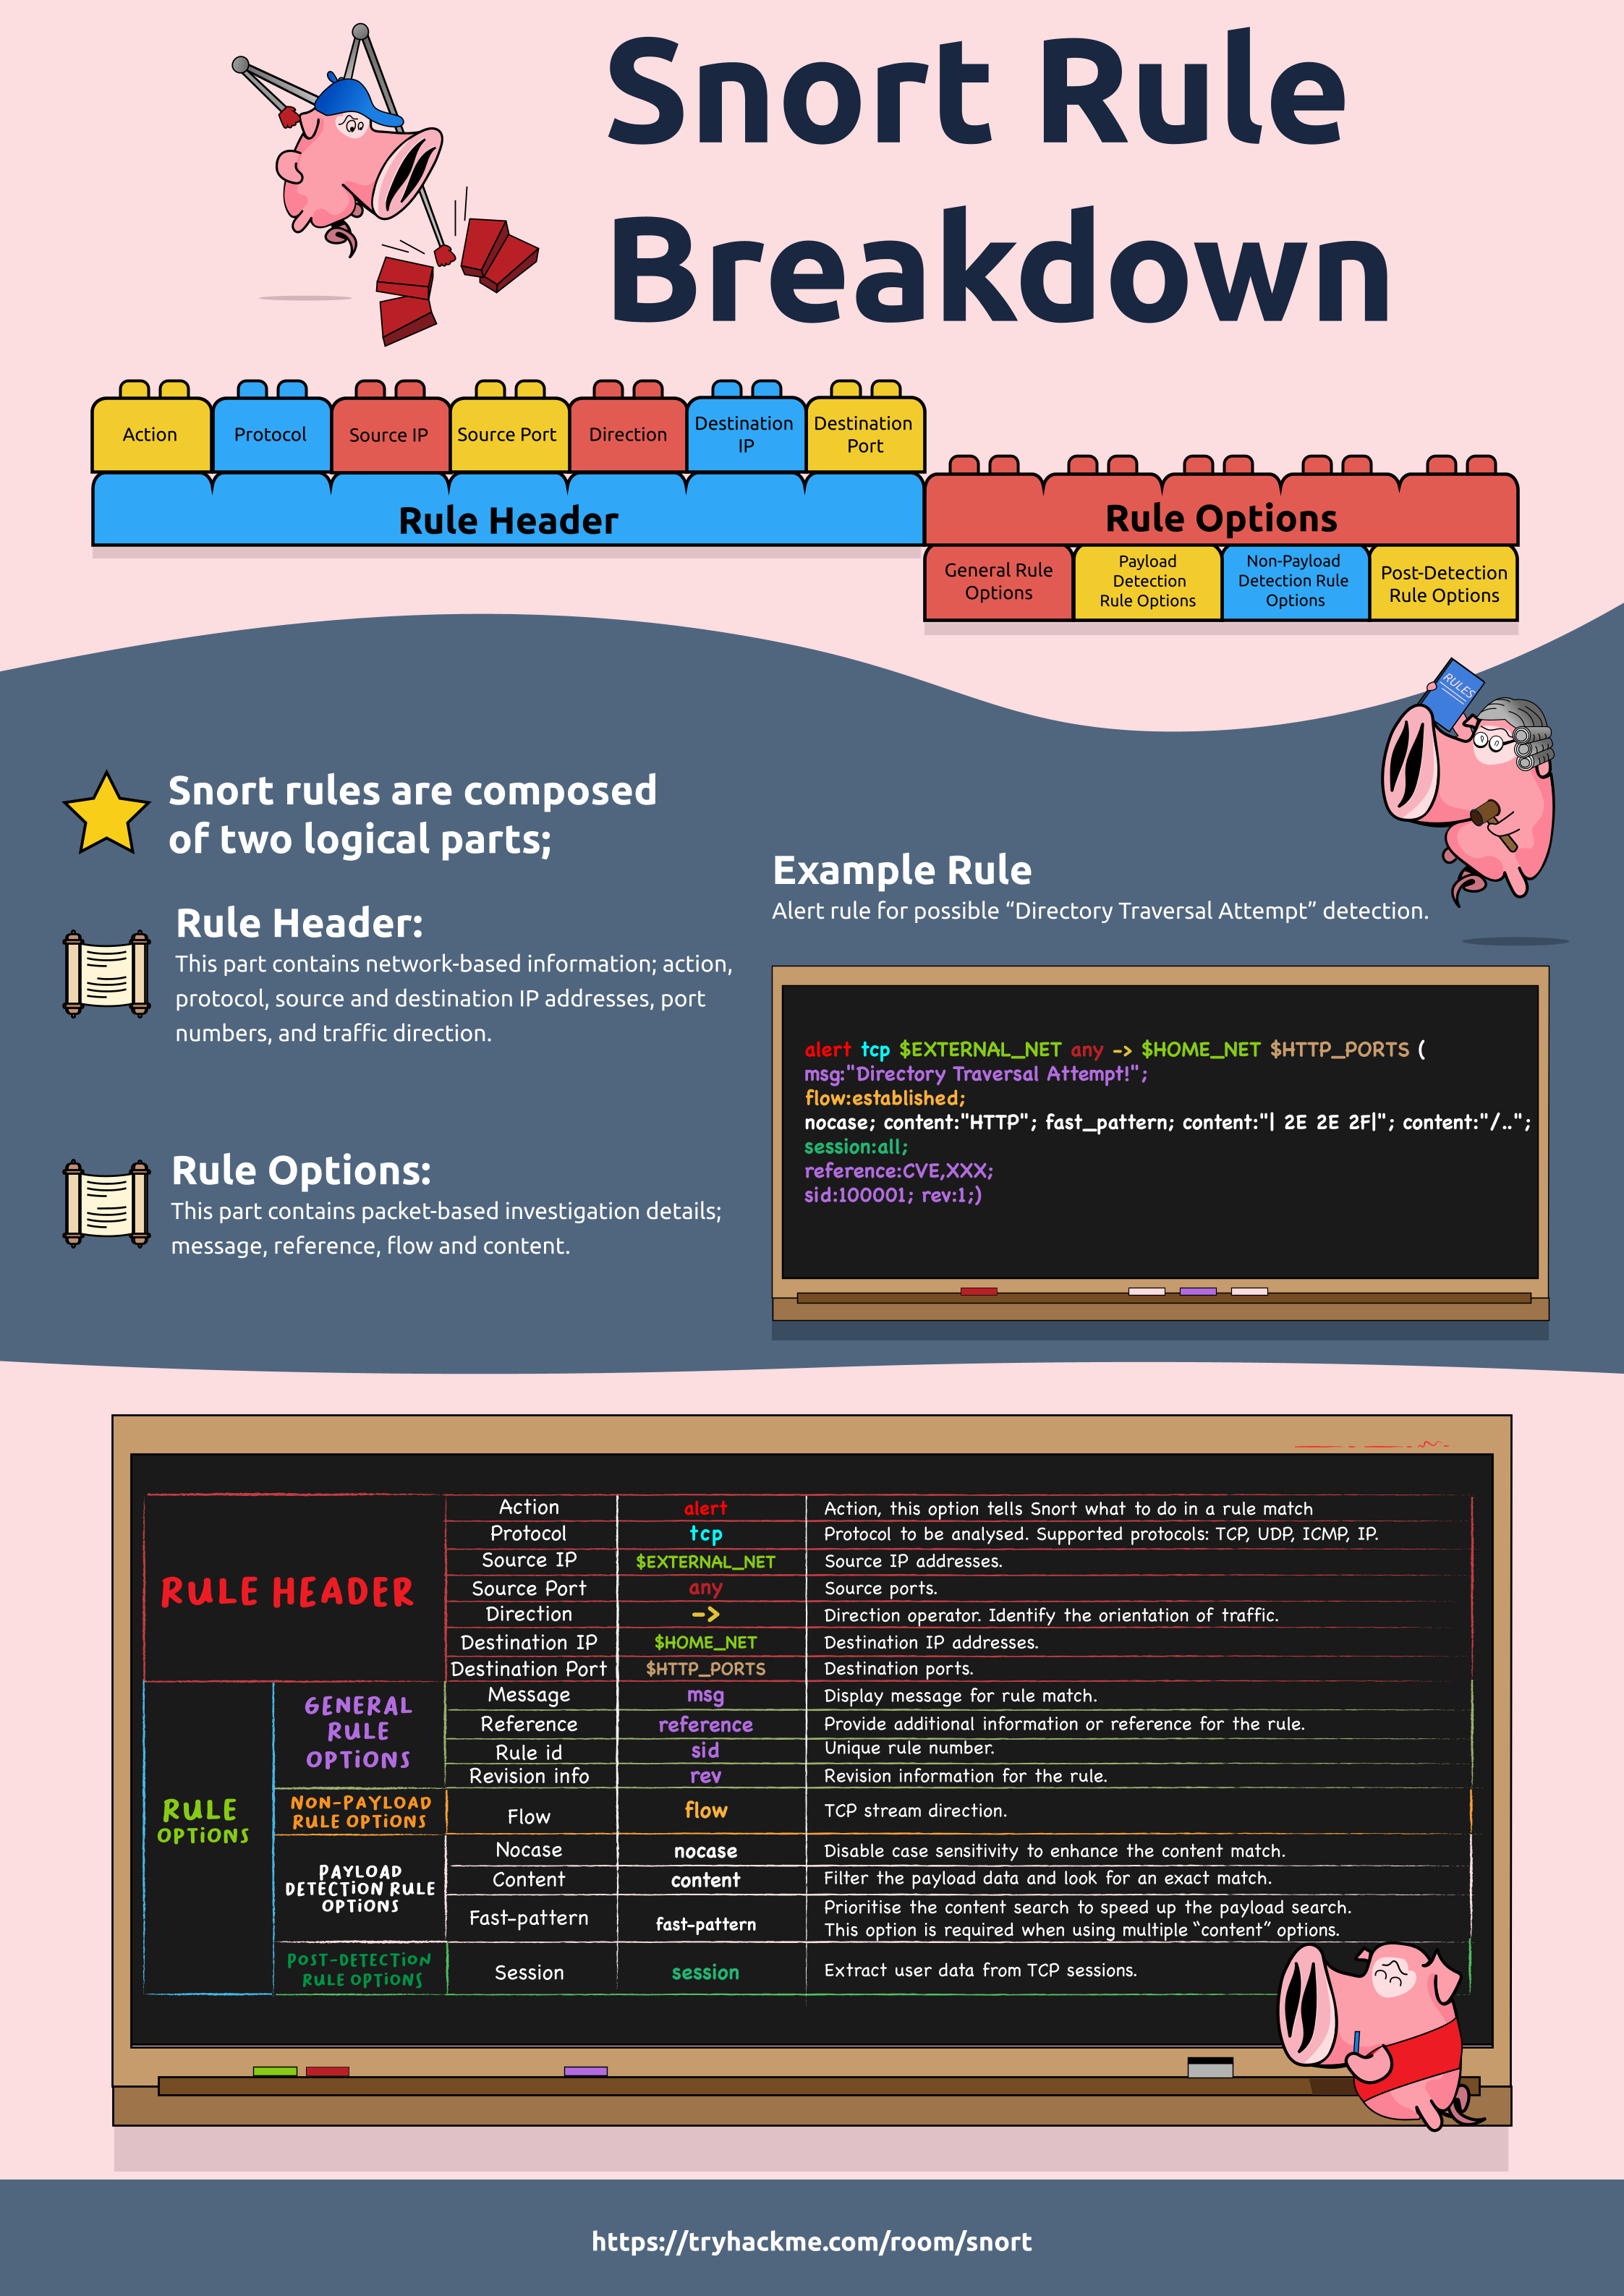 Snort Rule
Breakdown
Action
Protocol
Source IP
Source Port
Direction
Destination
IP
Destination
Port
Rule Header
Rule Options
General Rule
Options
Payload
Detection
Rule Options
Non-Payload
Detection Rule
Options
Post-Detection
Rule Options
RULES
Snort rules are composed
of two logical parts;
Rule Header:
This part contains network-based information; action,
protocol, source and destination IP addresses, port
numbers, and traffic direction.
Rule Options:
This part contains packet-based investigation details;
message, reference, flow and content.
Example Rule
Alert rule for possible “Directory Traversal Attempt” detection.
alert tcp $EXTERNAL_NET any -> $HOME_NET $HTTP_PORTS (
msg:"Directory Traversal Attempt!";
flow:established;
nocase; content:"HTTP"; fast_pattern; content:"| 2E 2E 2F|"; content:"/..";
session:all;
reference:CVE,XXX;
sid:100001; rev:1;)
RULE HEADER
Action alert Action, this option tells Snort what to do in a rule match
Protocol tcp Protocol to be analysed. Supported protocols: TCP, UDP, ICMP, IP.
Source IP $EXTERNAL_NET Source IP addresses.
Source Port any Source ports.
Direction -> Direction operator. Identify the orientation of traffic.
Destination IP $HOME_NET Destination IP addresses.
Destination Port $HTTP_PORTS Destination ports.
RULE
OPTiONS
GENERAL
RULE
OPTiONS
Message msg Display message for rule match.
Reference reference Provide additional information or reference for the rule.
Rule id sid Unique rule number.
Revision info rev Revision information for the rule.
NON-PAYLOAD
RULE OPTiONS
Flow flow TCP stream direction.
PAYLOAD
DETECTiON RULE
OPTiONS
Nocase nocase Disable case sensitivity to enhance the content match.
Content content Filter the payload data and look for an exact match.
Fast-pattern fast-pattern Prioritise the content search to speed up the payload search.
This option is required when using multiple “content” options.
POST-DETECTiON
RULE OPTiONS
Session session Extract user data from TCP sessions.
https://tryhackme.com/room/snort